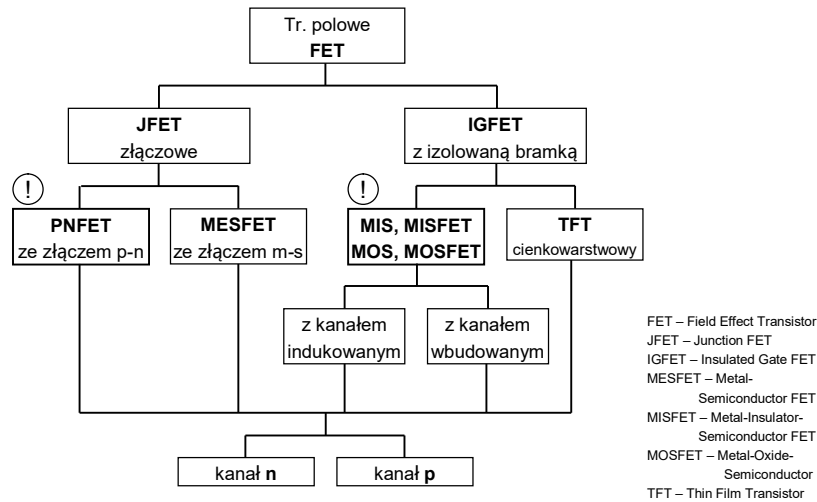 Tr. polowe
FET
JFET
złączowe
IGFET
z izolowaną bramką
!
!
PNFET
ze złączem p-n
MESFET
ze złączem m-s
MIS, MISFET
MOS, MOSFET
TFT
cienkowarstwowy
z kanałem
indukowanym
z kanałem
wbudowanym
kanał n
kanał p
FET – Field Effect Transistor
JFET – Junction FET
IGFET – Insulated Gate FET
MESFET – Metal-
Semiconductor FET
MISFET – Metal-Insulator-
Semiconductor FET
MOSFET – Metal-Oxide-
Semiconductor
TFT – Thin Film Transistor